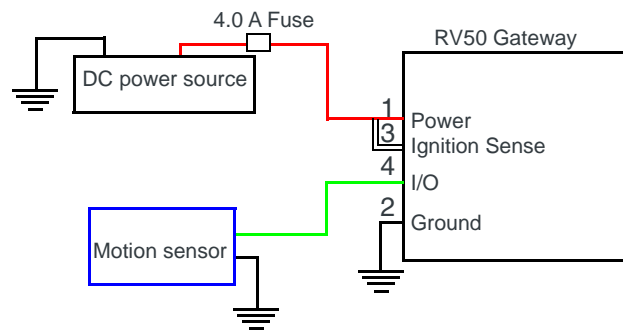 4.0 A Fuse
RV50 Gateway
DC power source
1
Power
3
Ignition Sense
4
I/O
2
Ground
Motion sensor